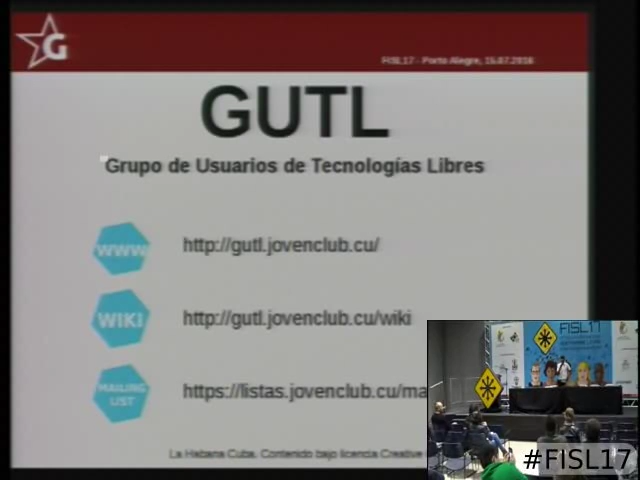 G
FISL17 - Porto Alegre, 15.07.2016
GUTL
Grupo de Usuarios de Tecnologías Libres
WWW
http://gutl.jovenclub.cu/
WIKI
http://gutl.jovenclub.cu/wiki
MAILING
LIST
https://listas.jovenclub.cu/ma
La Habana Cuba. Contenido bajo licencia Creative
FISL17
#FISL17